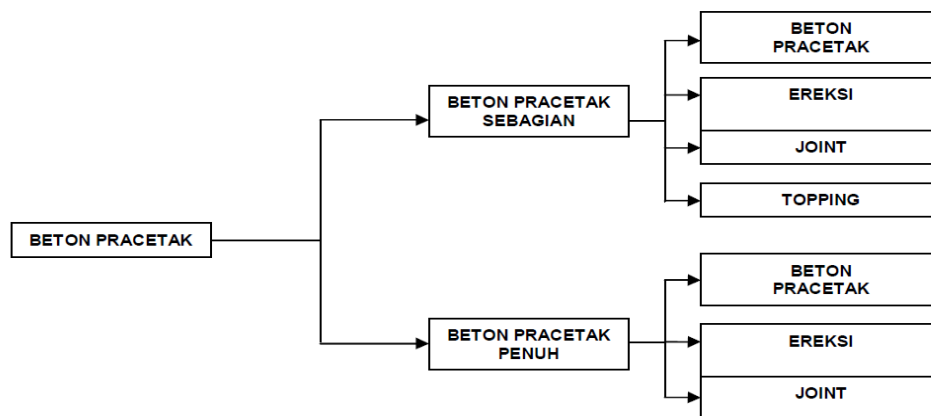 BETON
PRACETAK
BETON PRACETAK
SEBAGIAN
EREKSI
JOINT
TOPPING
BETON PRACETAK
BETON
PRACETAK
BETON PRACETAK
PENUH
EREKSI
JOINT